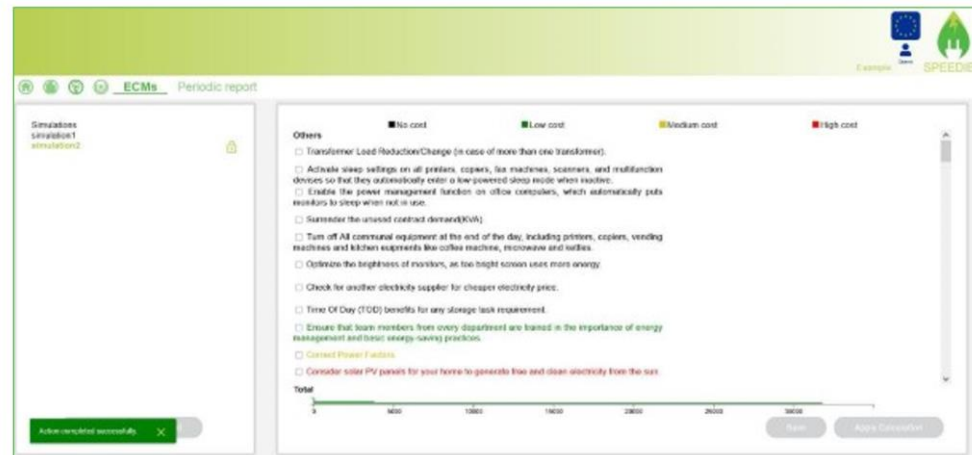 Example
SPEEDIE
ECMs
Periodic report
Simulations
simulation1
simulation2
No cost
Low cost
Medium cost
High cost
Others
Transformer Load Reduction/Change (in case of more than one transformer).
Activate sleep settings on all printers, copiers, fax machines, scanners, and multifunction
devises so that they automatically enter a low-powered sleep mode when inactive.
Enable the power management function on office computers, which automatically puts
monitors to sleep when not in use.
Surrender the unused contract demand(KVA)
Turn off All communal equipment at the end of the day, including printers, copiers, vending
machines and kitchen euipments like coffee machine, microwave and kettles.
Optimize the brightness of monitors, as too bright screen uses more energy.
Check for another electricity supplier for cheaper electricity price.
Time Of Day (TOD) benefits for any storage task requirement.
Ensure that team members from every department are trained in the importance of energy
management and basic energy-saving practices.
Correct Power Factors
Consider solar PV panels for your home to generate free and clean electricity from the sun.
Total
0 5000 10000 15000 20000 25000 30000
Save
Apply Simulation
Action completed successfully.